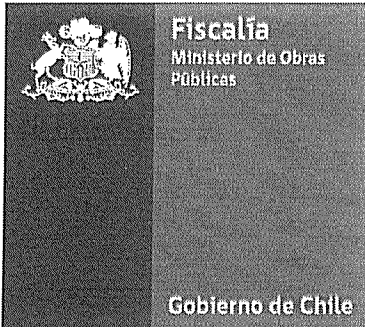 Fiscalía
Ministerio de Obras
Públicas
Gobierno de Chile